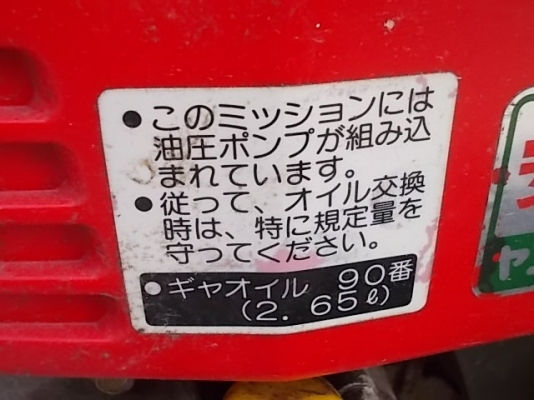 ●このミッションには
油圧ポンプが組み込
まれています。
●従って、オイル交換
時は、特に規定量を
守ってください。
●ギヤオイル 90番
(2.65ℓ)
ヤ